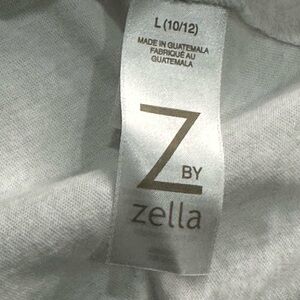 L (10/12)
MADE IN GUATEMALA
FABRIQUÉ AU
GUATEMALA
Z BY
zella